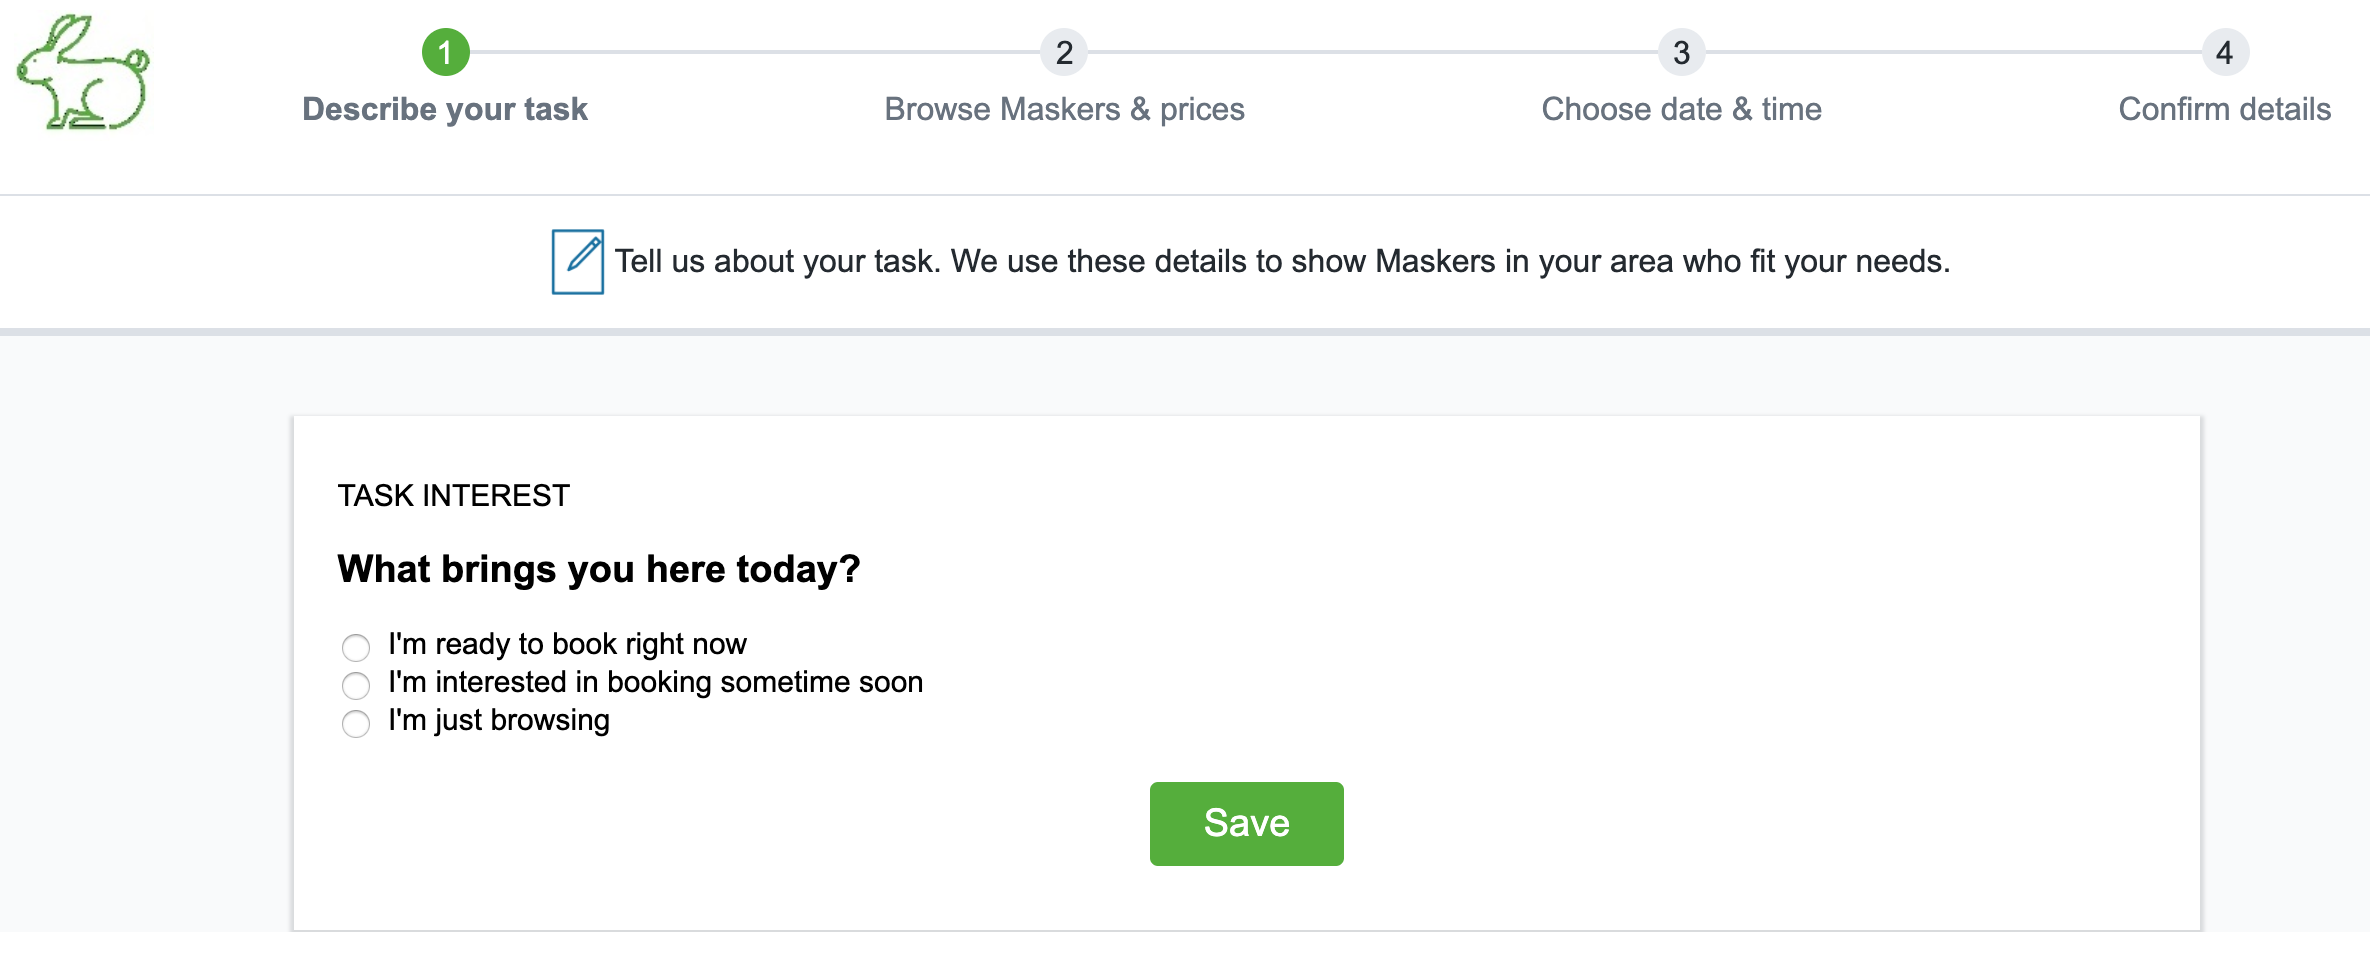 1
2
3
4
Describe your task
Browse Maskers & prices
Choose date & time
Confirm details
Tell us about your task. We use these details to show Maskers in your area who fit your needs.
TASK INTEREST
What brings you here today?
I'm ready to book right now
I'm interested in booking sometime soon
I'm just browsing
Save